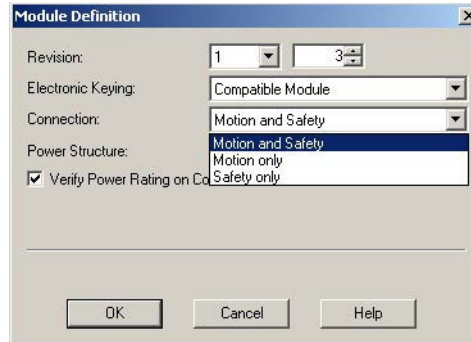 Module Definition
Revision: 1 3
Electronic Keying: Compatible Module
Connection: Motion and Safety
Motion and Safety
Power Structure:
Motion only
Verify Power Rating on Co
Safety only
OK Cancel Help